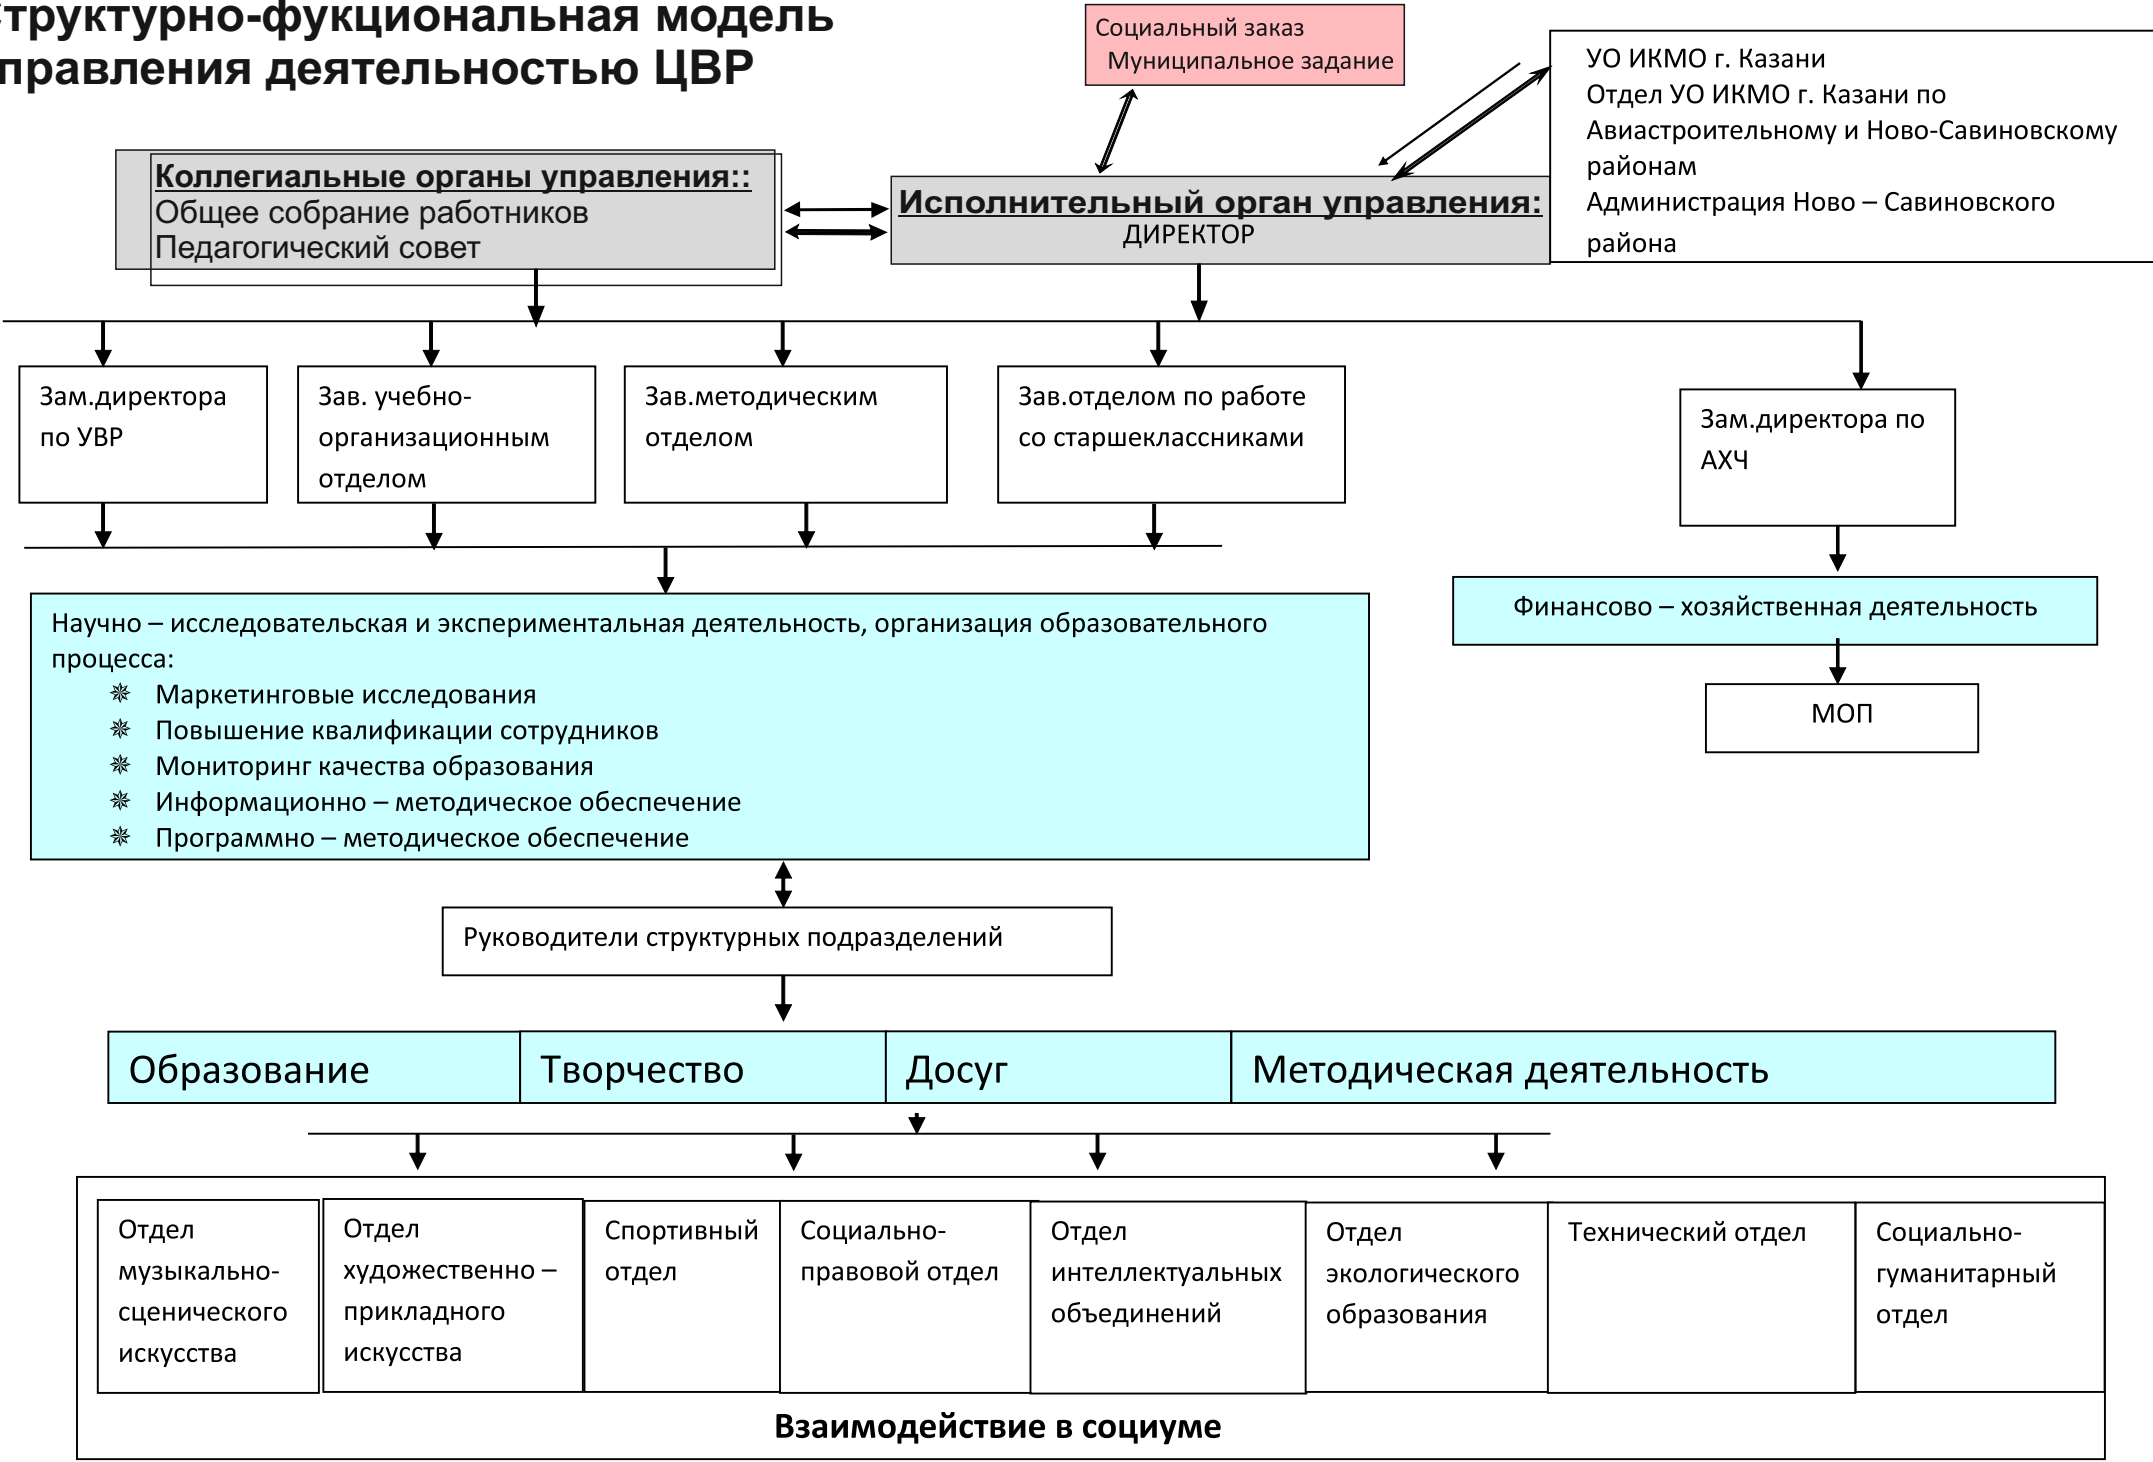 Структурно-фукциональная модель
правления деятельностью ЦВР
Социальный заказ
Муниципальное задание
УО ИКМО г. Казани
Отдел УО ИКМО г. Казани по
Авиастроительному и Ново-Савиновскому
районам
Администрация Ново – Савиновского
района
Коллегиальные органы управления::
Общее собрание работников
Педагогический совет
Исполнительный орган управления:
ДИРЕКТОР
Зам.директора
по УВР
Зав. учебно-
организационным
отделом
Зав.методическим
отделом
Зав.отделом по работе
со старшеклассниками
Зам.директора по
АХЧ
Научно – исследовательская и экспериментальная деятельность, организация образовательного
процесса:
✵ Маркетинговые исследования
✵ Повышение квалификации сотрудников
✵ Мониторинг качества образования
✵ Информационно – методическое обеспечение
✵ Программно – методическое обеспечение
Финансово – хозяйственная деятельность
МОП
Руководители структурных подразделений
Образование
Творчество
Досуг
Методическая деятельность
Отдел
музыкально-
сценического
искусства
Отдел
художественно –
прикладного
искусства
Спортивный
отдел
Социально-
правовой отдел
Отдел
интеллектуальных
объединений
Отдел
экологического
образования
Технический отдел
Социально-
гуманитарный
отдел
Взаимодействие в социуме